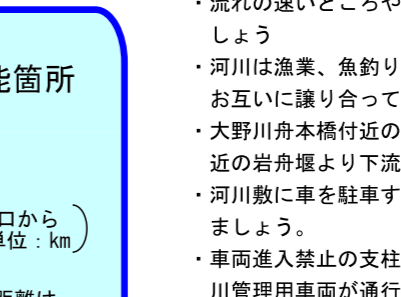 能箇所
口から
単位：km
距離は
・流れの速いところや
しょう
・河川は漁業、魚釣り
お互いに譲り合って
・大野川舟本橋付近の
近の岩舟堰より下流
・河川敷に車を駐車す
ましょう。
・車両進入禁止の支柱
川管理用車両が通行